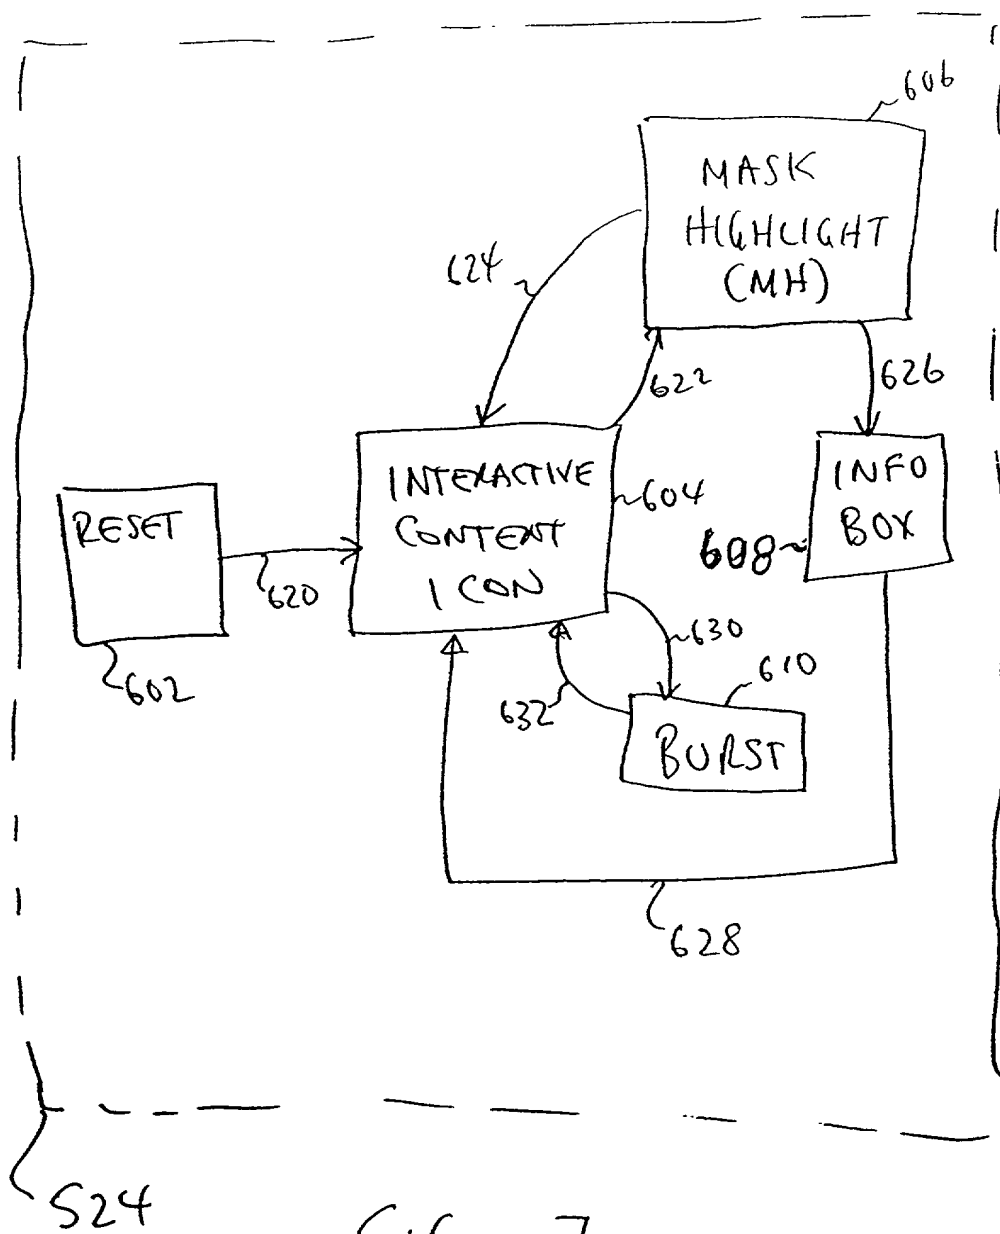 606
MASK
HIGHLIGHT
(MH)
624
622
626
INTERACTIVE
CONTENT
ICON
604
INFO
BOX
608
RESET
620
602
630
632
610
BURST
628
524